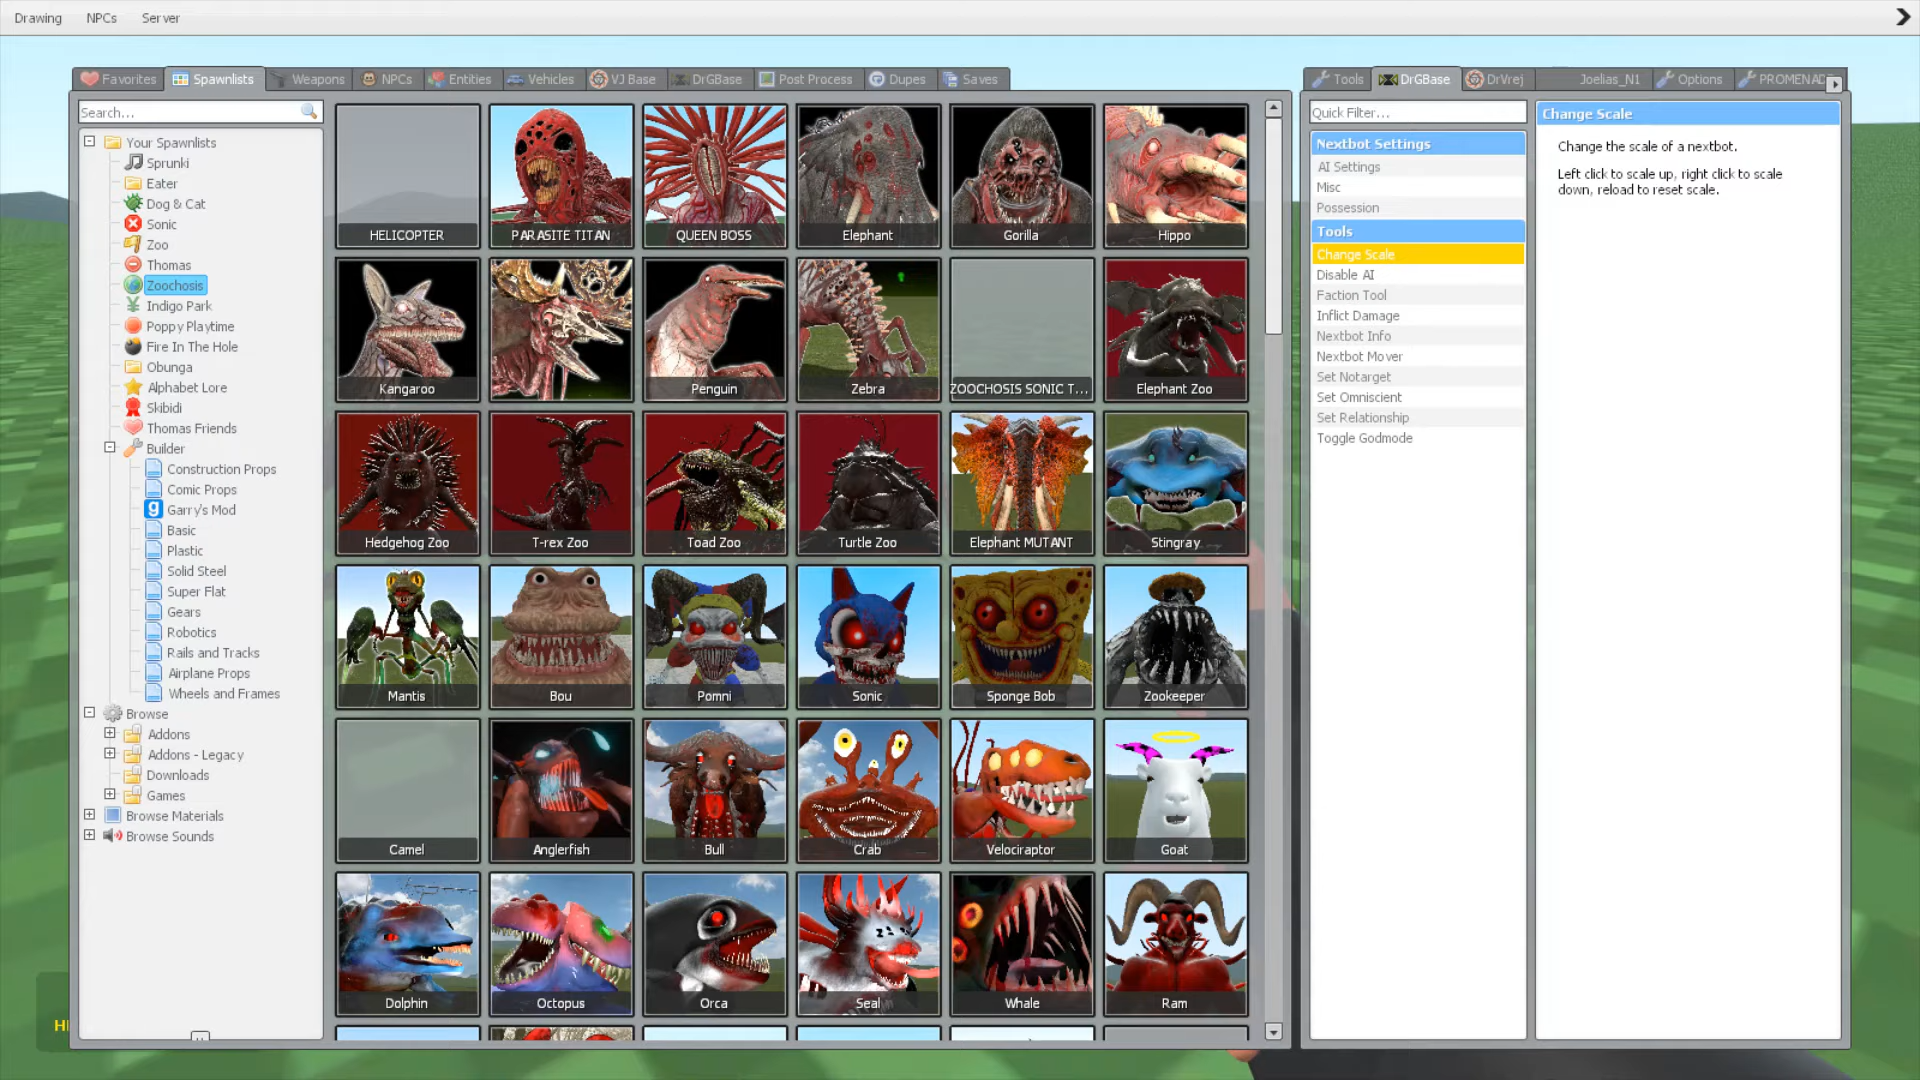 Drawing NPCs Server
Favorites Spawnlists Weapons NPCs Entities Vehicles VJ Base DrGBase Post Process Dupes Saves
Search...
Your Spawnlists
Sprunki
Eater
Dog & Cat
Sonic
Zoo
Thomas
Zoochosis
Indigo Park
Poppy Playtime
Fire In The Hole
Obunga
Alphabet Lore
Skibidi
Thomas Friends
Builder
Construction Props
Comic Props
g Garry's Mod
Basic
Plastic
Solid Steel
Super Flat
Gears
Robotics
Rails and Tracks
Airplane Props
Wheels and Frames
Browse
Addons
Addons - Legacy
Downloads
Games
Browse Materials
Browse Sounds
HELICOPTER PARASITE TITAN QUEEN BOSS Elephant Gorilla Hippo
Kangaroo Penguin Zebra ZOOCHOSIS SONIC T... Elephant Zoo
Hedgehog Zoo T-rex Zoo Toad Zoo Turtle Zoo Elephant MUTANT Stingray
Mantis Bou Pomni Sonic Sponge Bob Zookeeper
Camel Anglerfish Bull Crab Velociraptor Goat
Dolphin Octopus Orca Seal Whale Ram
Tools DrGBase DrVrej Joelias_N1 Options PROMENAD
Quick Filter...
Nextbot Settings
AI Settings
Misc
Possession
Tools
Change Scale
Disable AI
Faction Tool
Inflict Damage
Nextbot Info
Nextbot Mover
Set Notarget
Set Omniscient
Set Relationship
Toggle Godmode
Change Scale
Change the scale of a nextbot.
Left click to scale up, right click to scale
down, reload to reset scale.